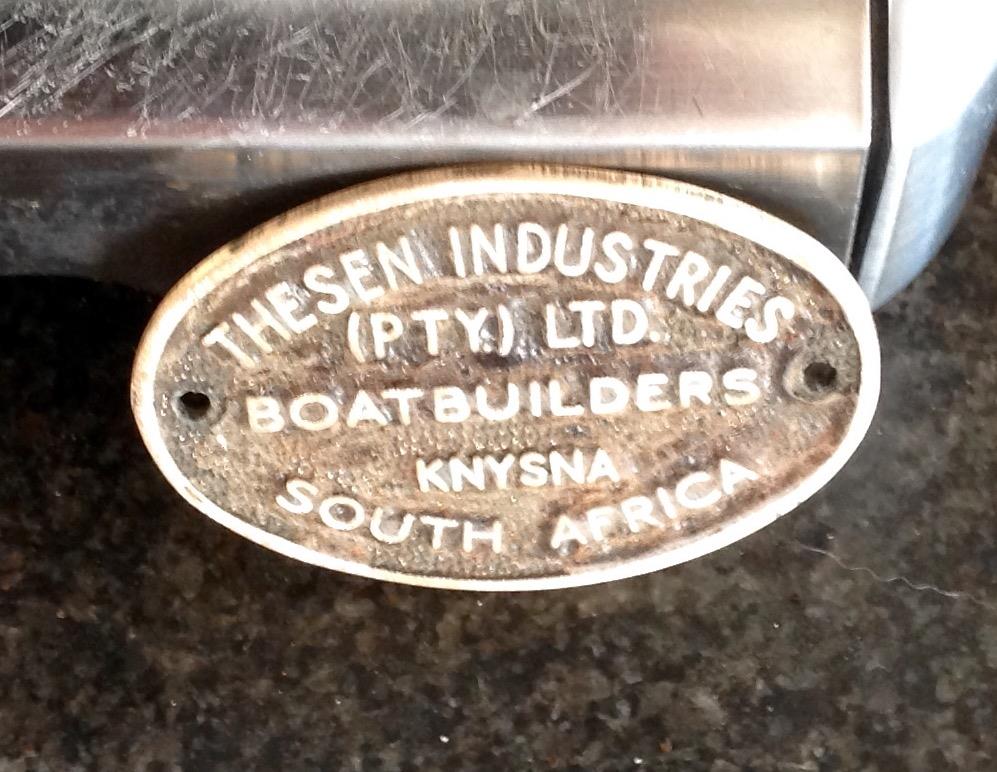 THESEN INDUSTRIES
(PTY.) LTD.
BOATBUILDERS
KNYSNA
SOUTH AFRICA